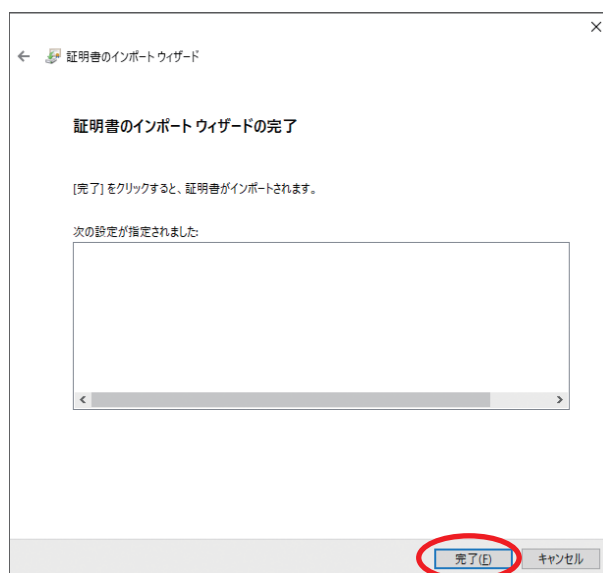 証明書のインポート ウィザード
証明書のインポート ウィザードの完了
[完了] をクリックすると、証明書がインポートされます。
次の設定が指定されました:
完了(F)
キャンセル